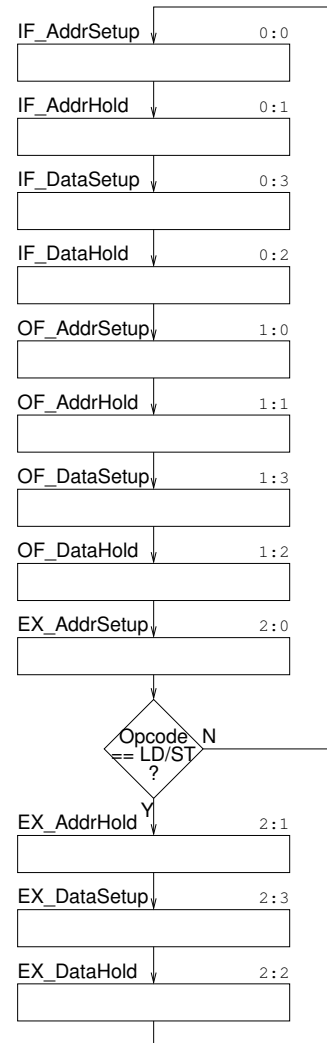 IF_AddrSetup 0:0
IF_AddrHold 0:1
IF_DataSetup 0:3
IF_DataHold 0:2
OF_AddrSetup 1:0
OF_AddrHold 1:1
OF_DataSetup 1:3
OF_DataHold 1:2
EX_AddrSetup 2:0
Opcode N
== LD/ST
?
Y
EX_AddrHold 2:1
EX_DataSetup 2:3
EX_DataHold 2:2